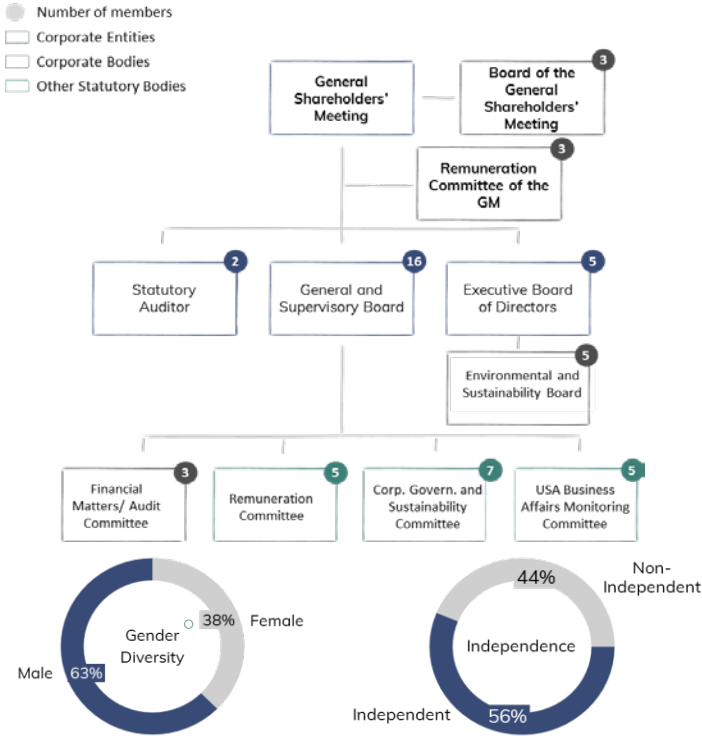 Number of members
Corporate Entities
Corporate Bodies
Other Statutory Bodies
General
Shareholders'
Meeting
3
Board of the
General
Shareholders'
Meeting
3
Remuneration
Committee of the
GM
2
Statutory
Auditor
16
General and
Supervisory Board
5
Executive Board
of Directors
5
Environmental and
Sustainability Board
3
Financial
Matters/ Audit
Committee
5
Remuneration
Committee
7
Corp. Govern. and
Sustainability
Committee
5
USA Business
Affairs Monitoring
Committee
Gender
Diversity
38%
Female
Male
63%
44%
Non-
Independent
Independence
Independent
56%